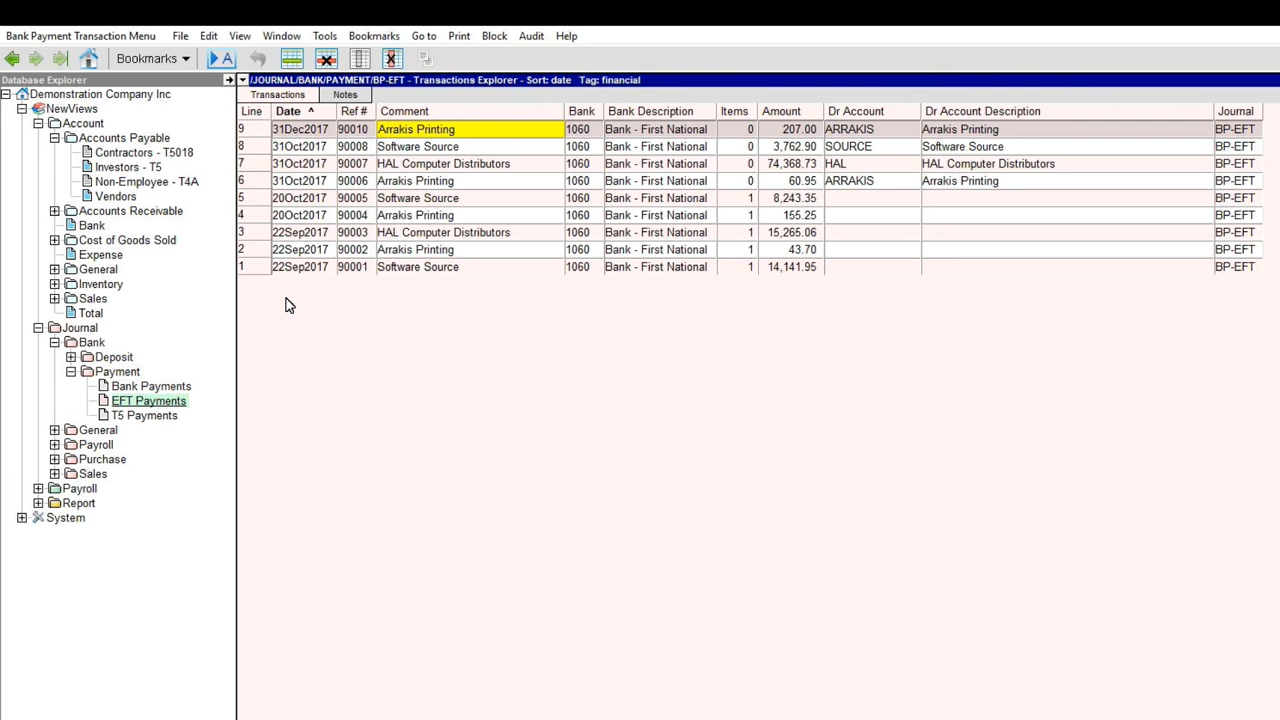 Bank Payment Transaction Menu File Edit View Window Tools Bookmarks Go to Print Block Audit Help
Bookmarks A
Database Explorer
Demonstration Company Inc
NewViews
Account
Accounts Payable
Contractors - T5018
Investors - T5
Non-Employee - T4A
Vendors
Accounts Receivable
Bank
Cost of Goods Sold
Expense
General
Inventory
Sales
Total
Journal
Bank
Deposit
Payment
Bank Payments
EFT Payments
T5 Payments
General
Payroll
Purchase
Sales
Payroll
Report
System
/JOURNAL/BANK/PAYMENT/BP-EFT - Transactions Explorer - Sort: date Tag: financial
Transactions Notes
Line Date ^ Ref # Comment Bank Bank Description Items Amount Dr Account Dr Account Description Journal
9 31Dec2017 90010 Arrakis Printing 1060 Bank - First National 0 207.00 ARRAKIS Arrakis Printing BP-EFT
8 31Oct2017 90008 Software Source 1060 Bank - First National 0 3,762.90 SOURCE Software Source BP-EFT
7 31Oct2017 90007 HAL Computer Distributors 1060 Bank - First National 0 74,368.73 HAL HAL Computer Distributors BP-EFT
6 31Oct2017 90006 Arrakis Printing 1060 Bank - First National 0 60.95 ARRAKIS Arrakis Printing BP-EFT
5 20Oct2017 90005 Software Source 1060 Bank - First National 1 8,243.35 BP-EFT
4 20Oct2017 90004 Arrakis Printing 1060 Bank - First National 1 155.25 BP-EFT
3 22Sep2017 90003 HAL Computer Distributors 1060 Bank - First National 1 15,265.06 BP-EFT
2 22Sep2017 90002 Arrakis Printing 1060 Bank - First National 1 43.70 BP-EFT
1 22Sep2017 90001 Software Source 1060 Bank - First National 1 14,141.95 BP-EFT